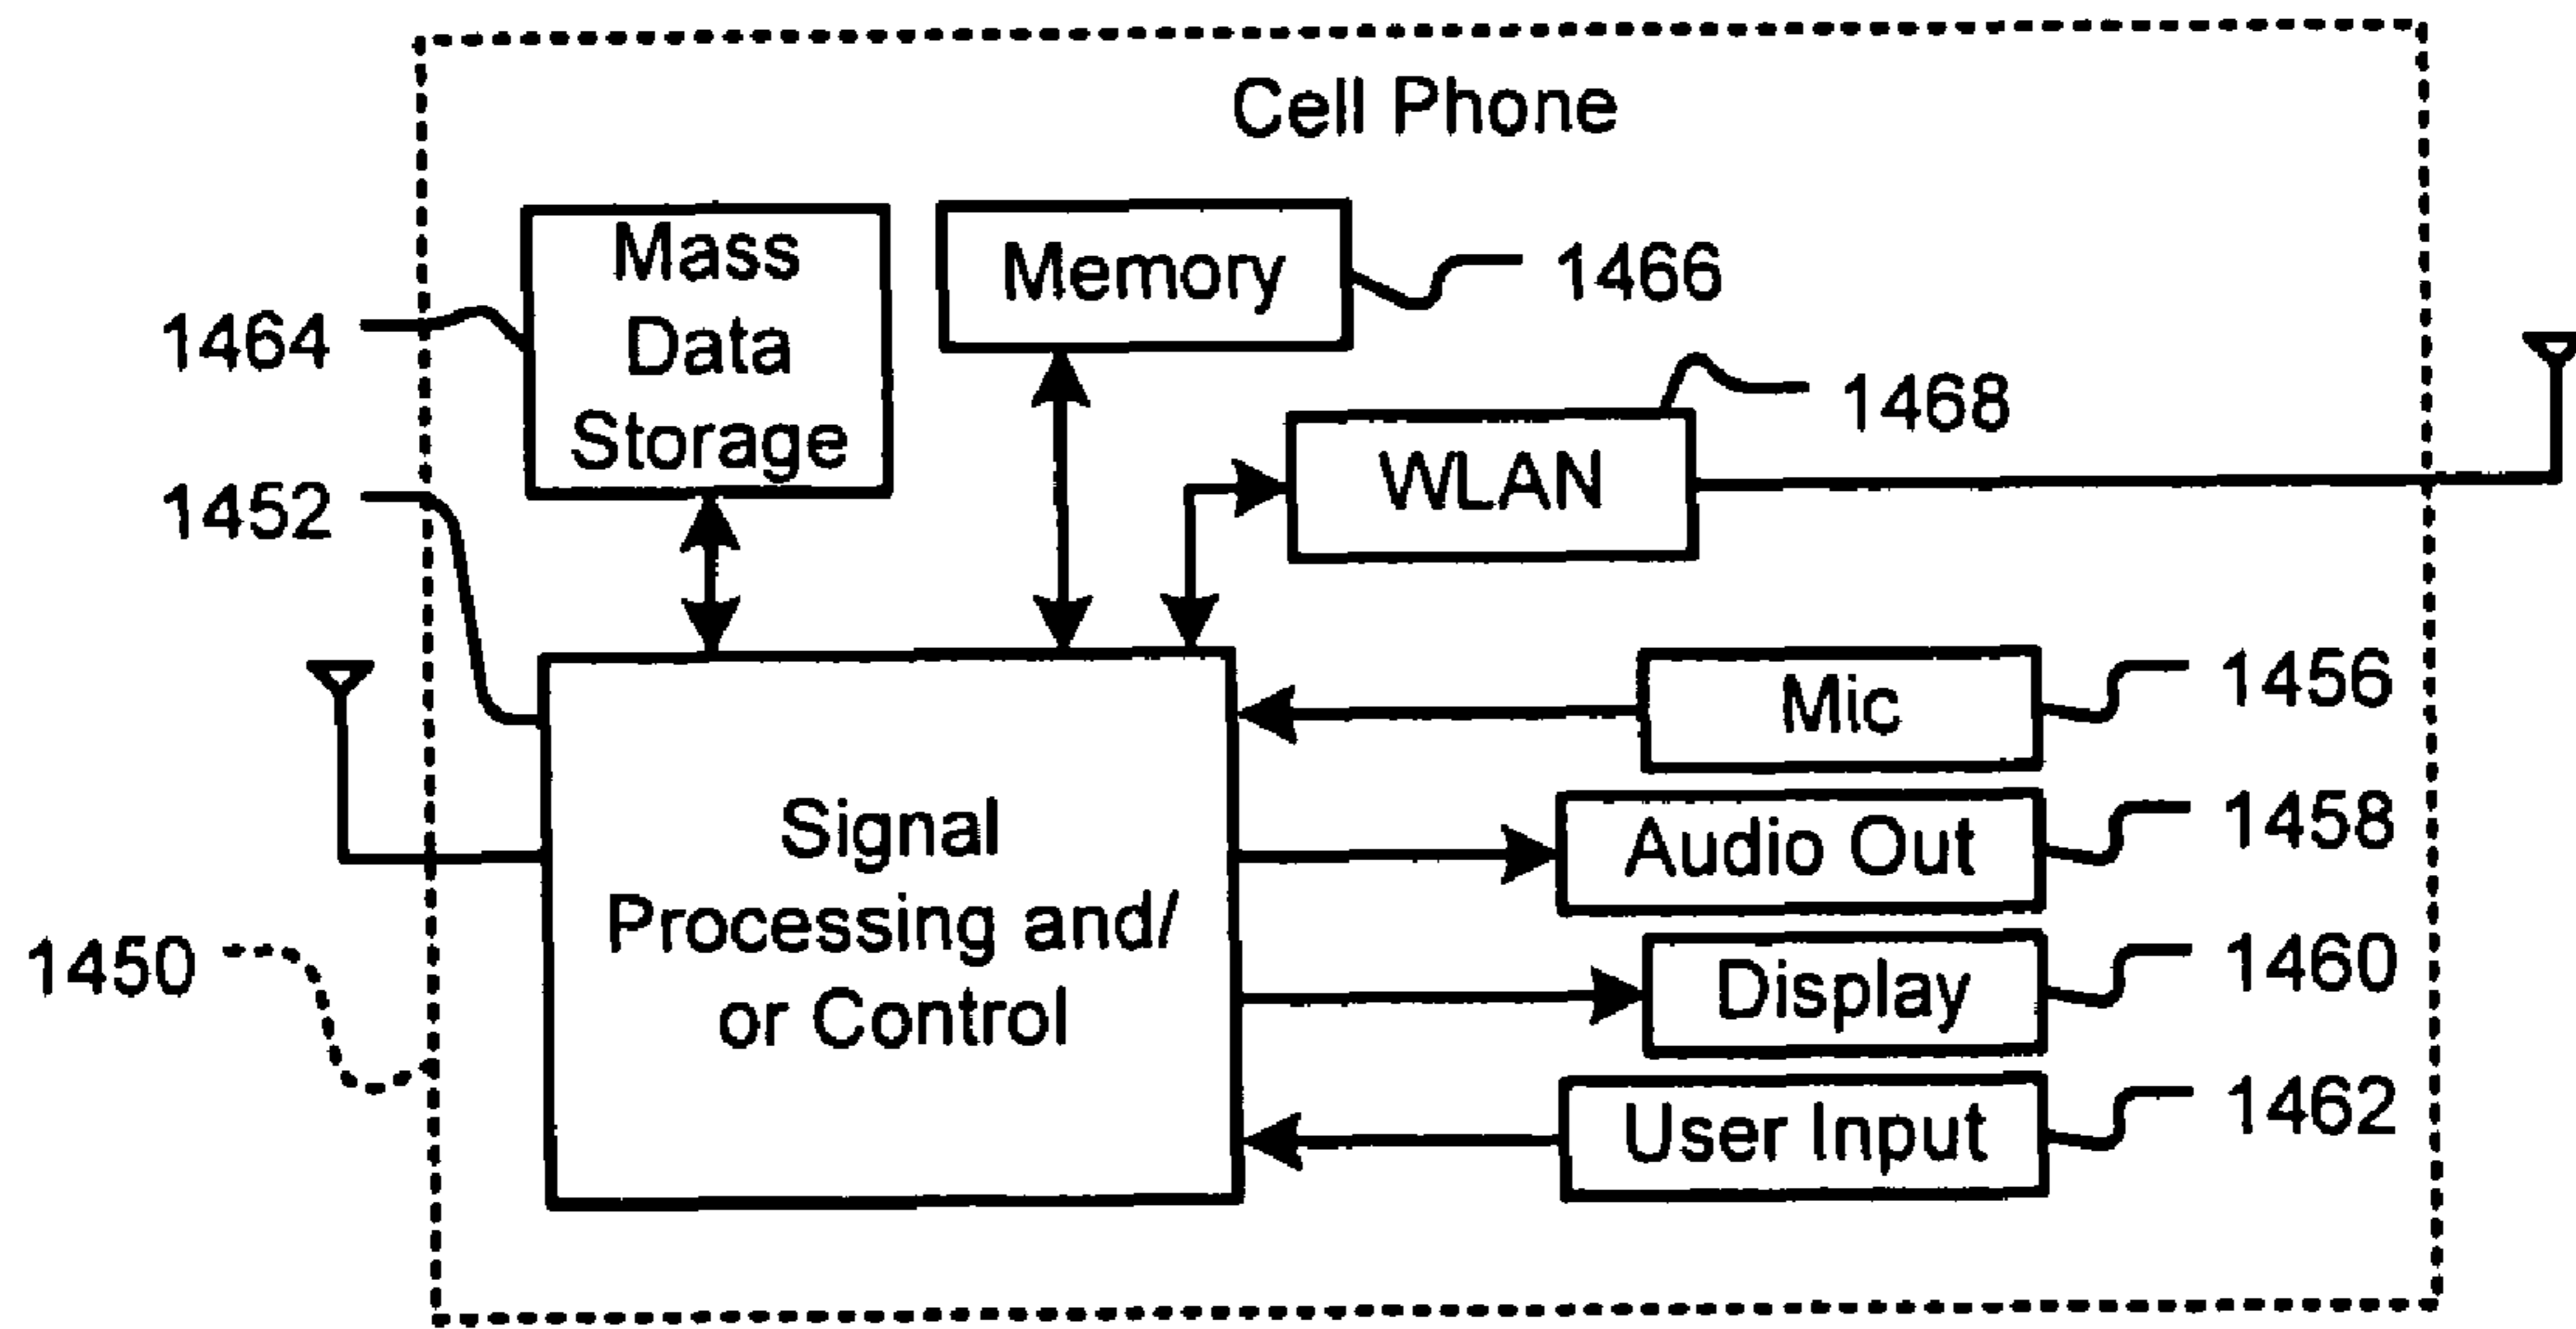 Cell Phone
Mass
Data
Storage
Memory
1466
1464
1468
WLAN
1452
Mic
1456
Signal
Processing and/
or Control
Audio Out
1458
1450
Display
1460
User Input
1462